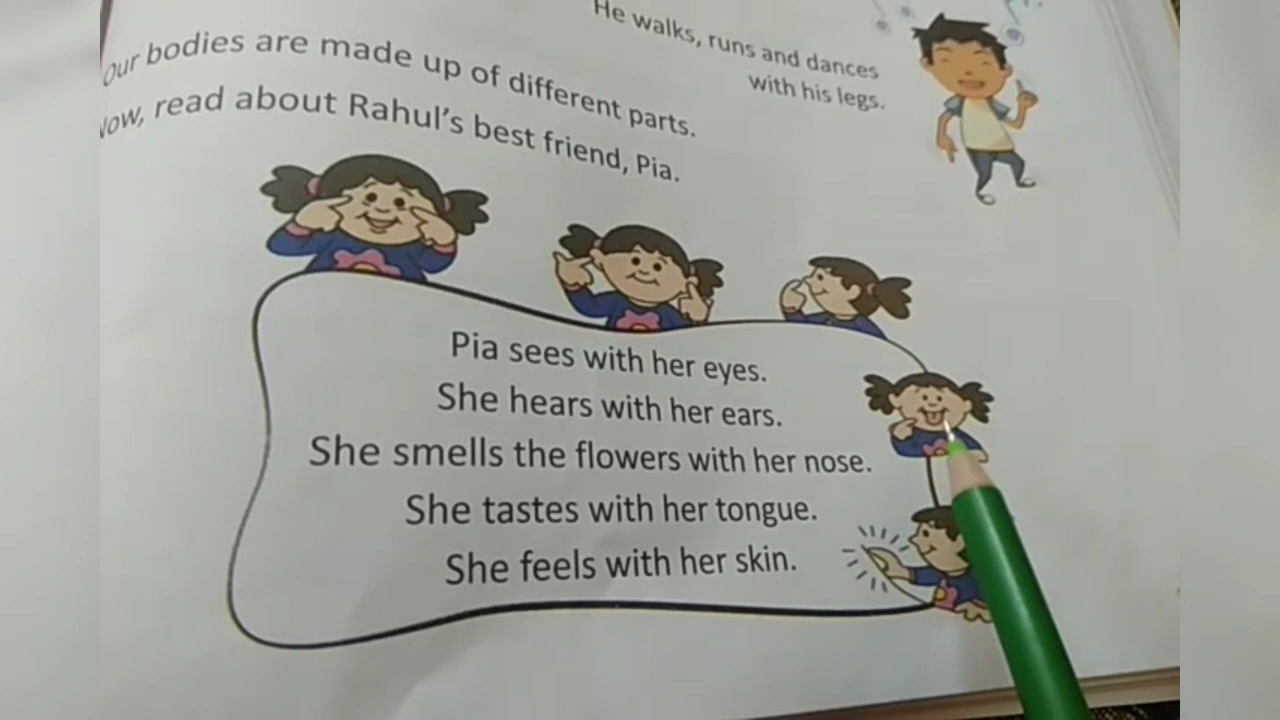 He walks, runs and dances
with his legs.
Our bodies are made up of different parts.
Now, read about Rahul's best friend, Pia.
Pia sees with her eyes.
She hears with her ears.
She smells the flowers with her nose.
She tastes with her tongue.
She feels with her skin.